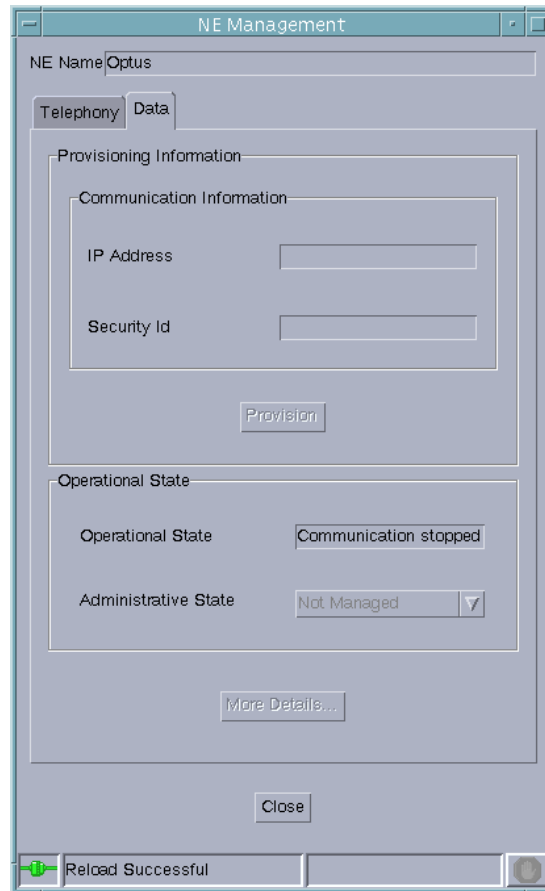 NE Management
NE Name Optus
Telephony Data
Provisioning Information
Communication Information
IP Address
Security Id
Provision
Operational State
Operational State Communication stopped
Administrative State Not Managed
More Details...
Close
Reload Successful